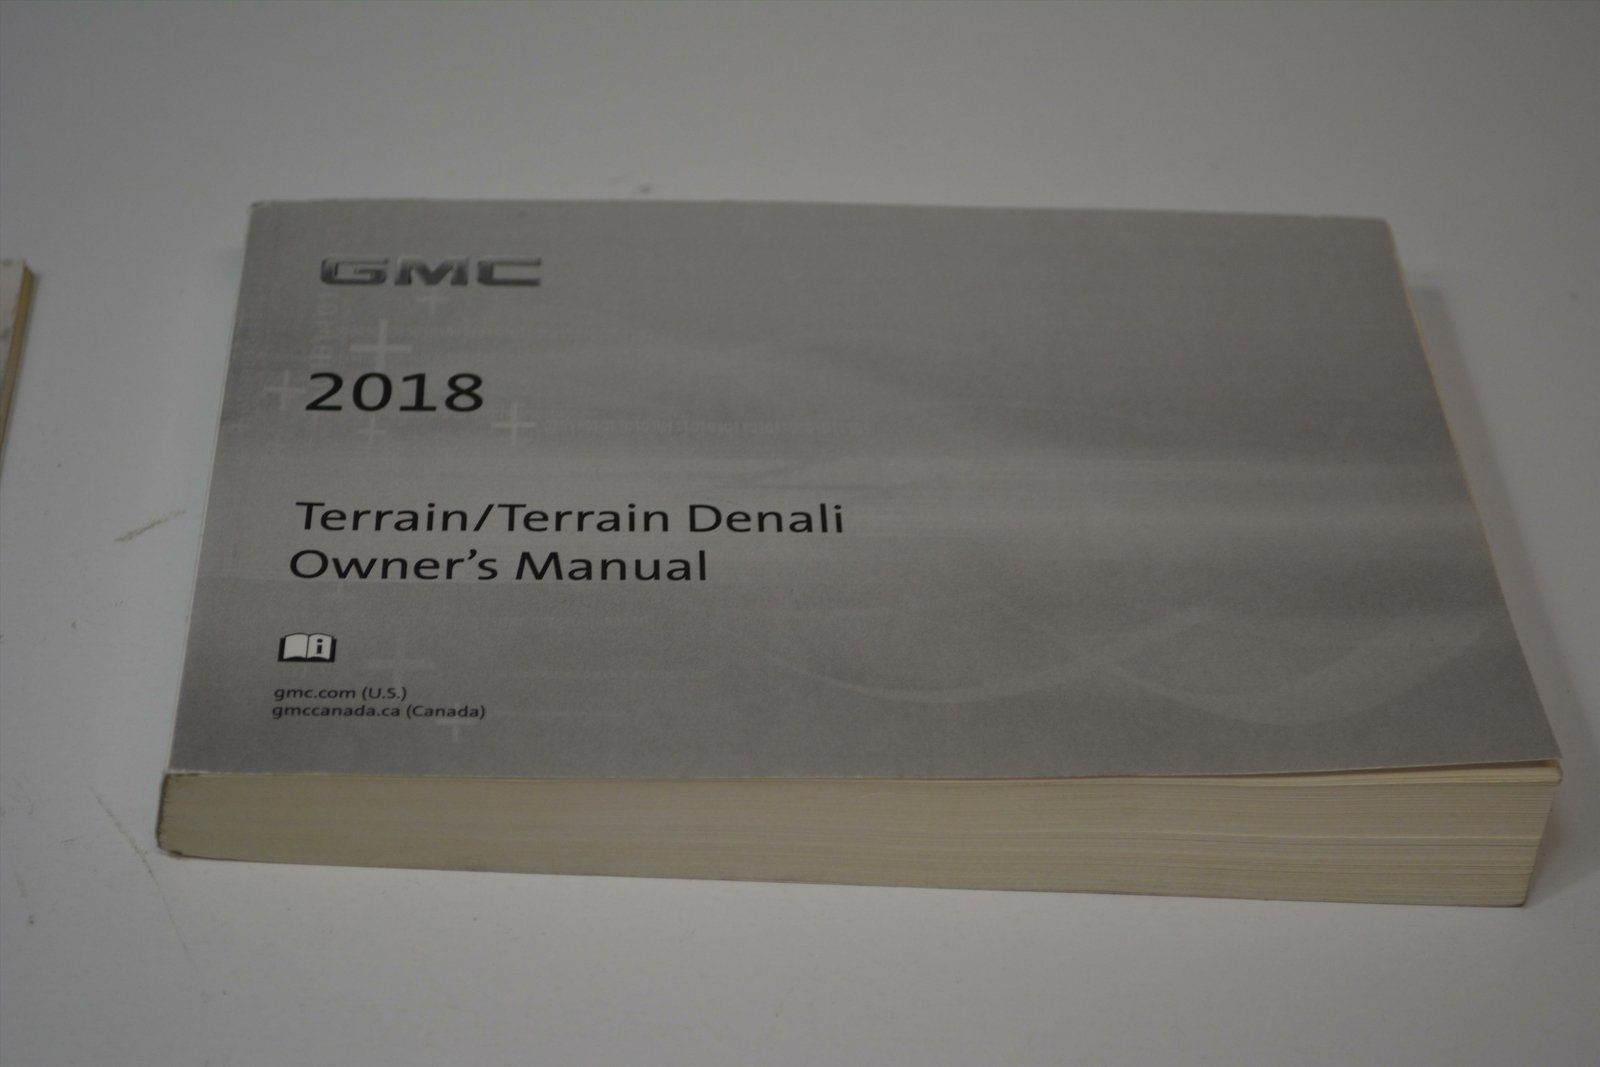 GMC
2018
Terrain/Terrain Denali
Owner's Manual
i
gmc.com (U.S.)
gmccanada.ca (Canada)